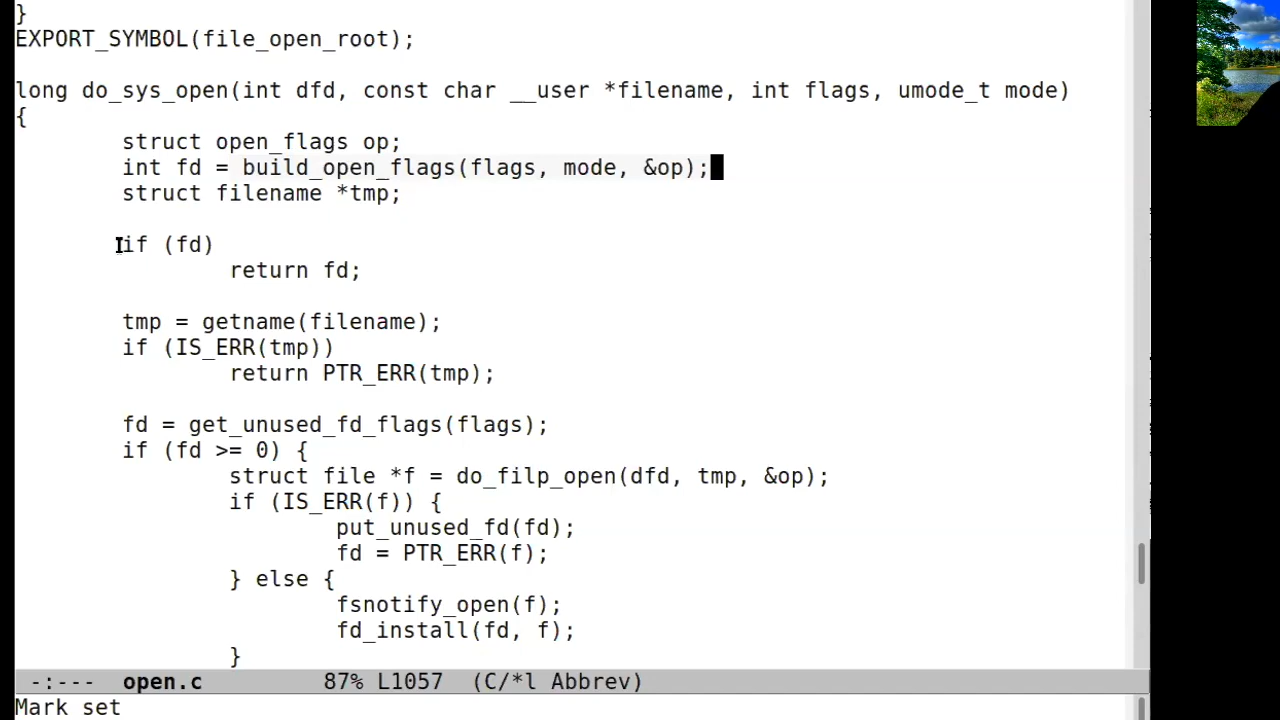 }
EXPORT_SYMBOL(file_open_root);
long do_sys_open(int dfd, const char __user *filename, int flags, umode_t mode)
{
struct open_flags op;
int fd = build_open_flags(flags, mode, &op);
struct filename *tmp;
if (fd)
return fd;
tmp = getname(filename);
if (IS_ERR(tmp))
return PTR_ERR(tmp);
fd = get_unused_fd_flags(flags);
if (fd >= 0) {
struct file *f = do_filp_open(dfd, tmp, &op);
if (IS_ERR(f)) {
put_unused_fd(fd);
fd = PTR_ERR(f);
} else {
fsnotify_open(f);
fd_install(fd, f);
}
-:--- open.c 87% L1057 (C/*l Abbrev)
Mark set